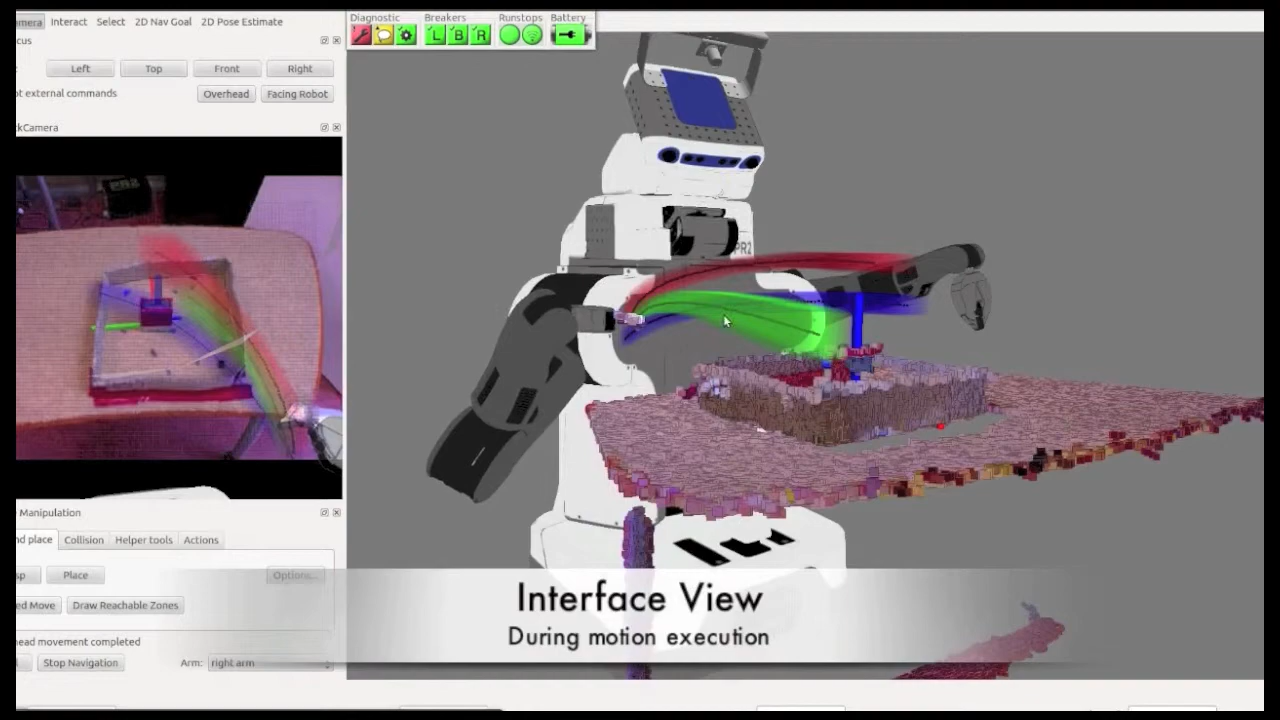 amera Interact Select 2D Nav Goal 2D Pose Estimate
cus
Left Top Front Right
ot external commands Overhead Facing Robot
kCamera
Diagnostic Breakers Runstops Battery
L B R
PR2
PR2
Manipulation
nd place Collision Helper tools Actions
sp Place Options...
ed Move Draw Reachable Zones
ead movement completed
Stop Navigation Arm: right arm
Interface View
During motion execution